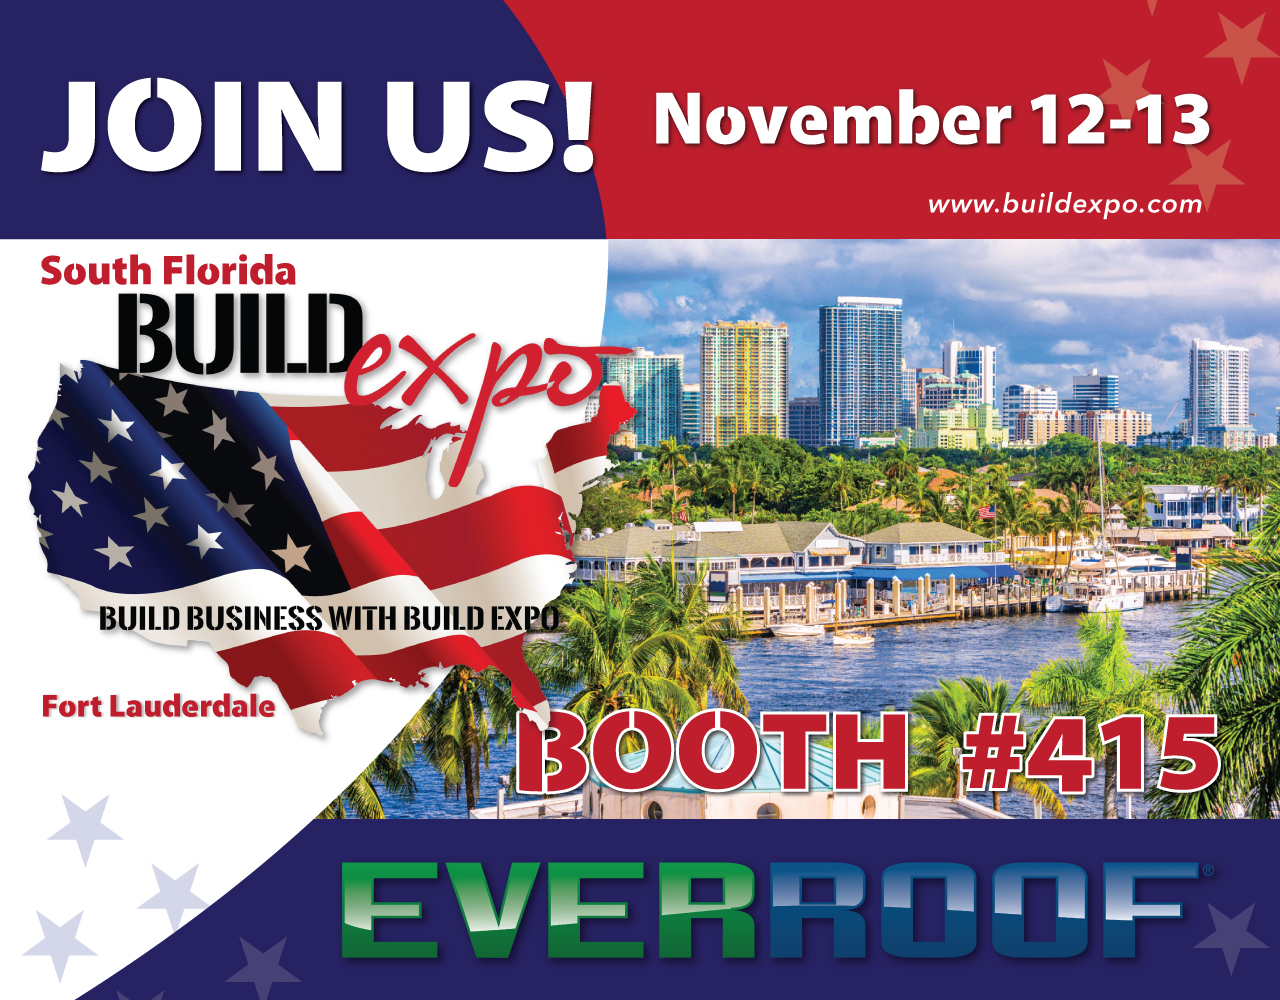 JOIN US!
November 12-13
www.buildexpo.com
South Florida
BUILD
expo
BUILD BUSINESS WITH BUILD EXPO
Fort Lauderdale
BOOTH #415
EVERROOF®